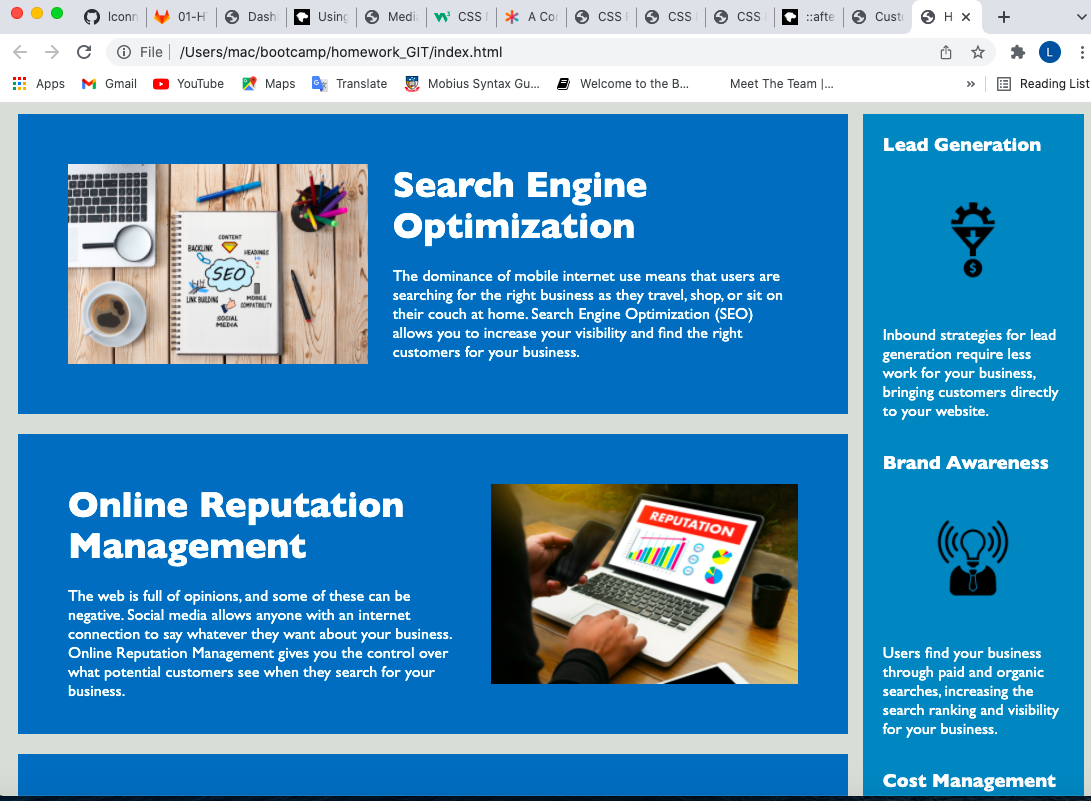 Iconn
01-H
Dash
Using
Medi
CSS
A Co
CSS
CSS
CSS
::afte
Custo
H
File
/Users/mac/bootcamp/homework_GIT/index.html
L
Apps
Gmail
YouTube
Maps
Translate
Mobius Syntax Gu...
Welcome to the B...
Meet The Team |...
»
Reading List
CONTENT
BACKLINK
HEADINGS
SEO
LINK BUILDING
MOBILE
COMPATIBILITY
SOCIAL
MEDIA
Search Engine
Optimization
The dominance of mobile internet use means that users are
searching for the right business as they travel, shop, or sit on
their couch at home. Search Engine Optimization (SEO)
allows you to increase your visibility and find the right
customers for your business.
Online Reputation
Management
The web is full of opinions, and some of these can be
negative. Social media allows anyone with an internet
connection to say whatever they want about your business.
Online Reputation Management gives you the control over
what potential customers see when they search for your
business.
REPUTATION
Lead Generation
$
Inbound strategies for lead
generation require less
work for your business,
bringing customers directly
to your website.
Brand Awareness
Users find your business
through paid and organic
searches, increasing the
search ranking and visibility
for your business.
Cost Management